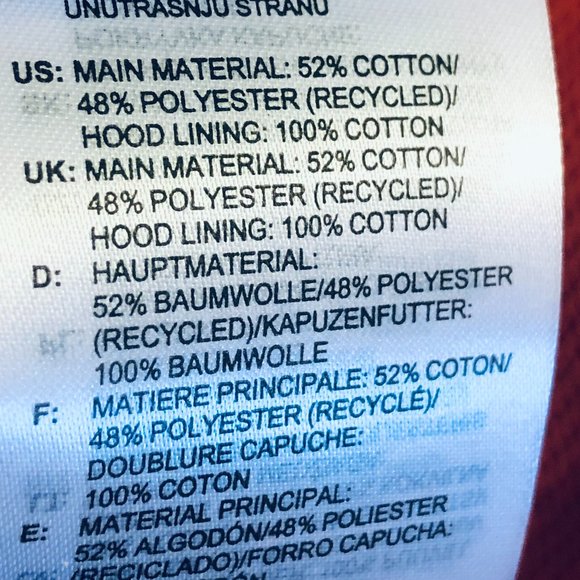 UNUTRAŠNJU STRANU
US: MAIN MATERIAL: 52% COTTON/
48% POLYESTER (RECYCLED)/
HOOD LINING: 100% COTTON
UK: MAIN MATERIAL: 52% COTTON/
48% POLYESTER (RECYCLED)/
HOOD LINING: 100% COTTON
D: HAUPTMATERIAL:
52% BAUMWOLLE/48% POLYESTER
(RECYCLED)/KAPUZENFUTTER:
100% BAUMWOLLE
F: MATIERE PRINCIPALE: 52% COTON/
48% POLYESTER (RECYCLÉ)/
DOUBLURE CAPUCHE:
100% COTON
E: MATERIAL PRINCIPAL:
52% ALGODÓN/48% POLIESTER
(RECICLADO)/FORRO CAPUCHA: